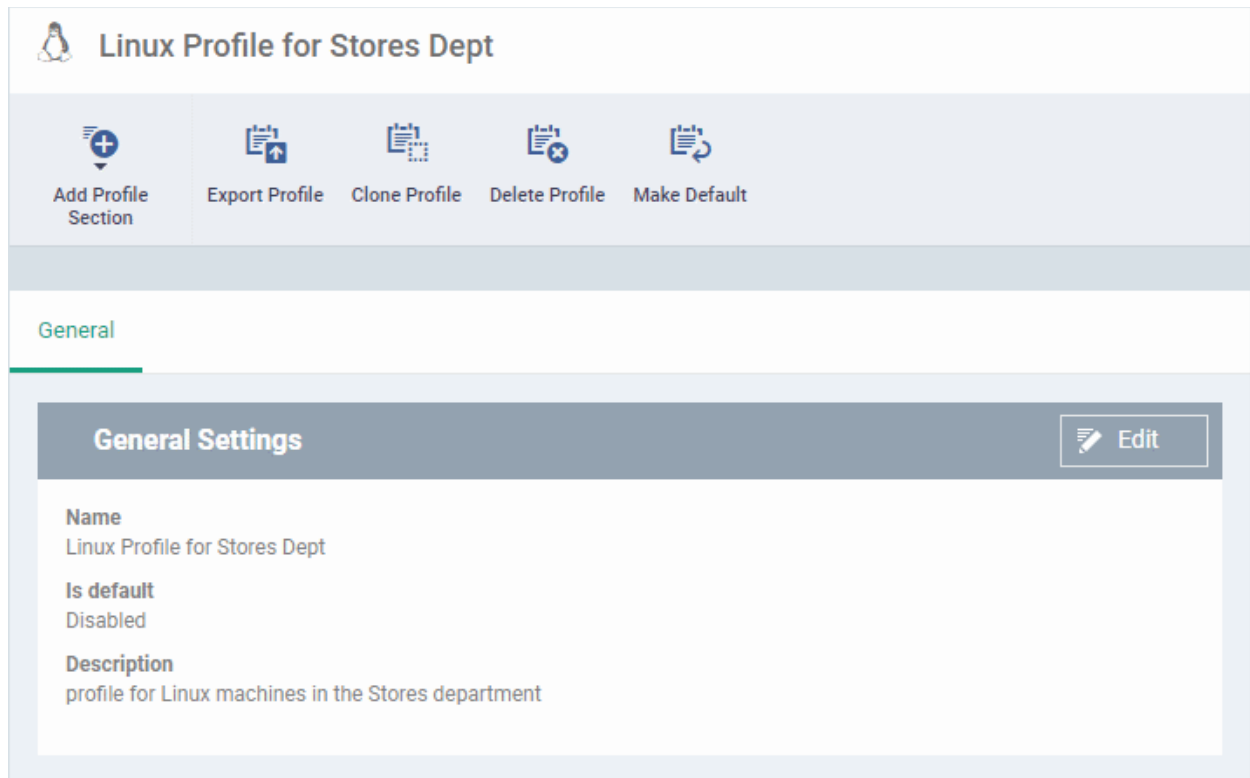 Linux Profile for Stores Dept
Add Profile
Section
Export Profile
Clone Profile
Delete Profile
Make Default
General
General Settings
Edit
Name
Linux Profile for Stores Dept
Is default
Disabled
Description
profile for Linux machines in the Stores department